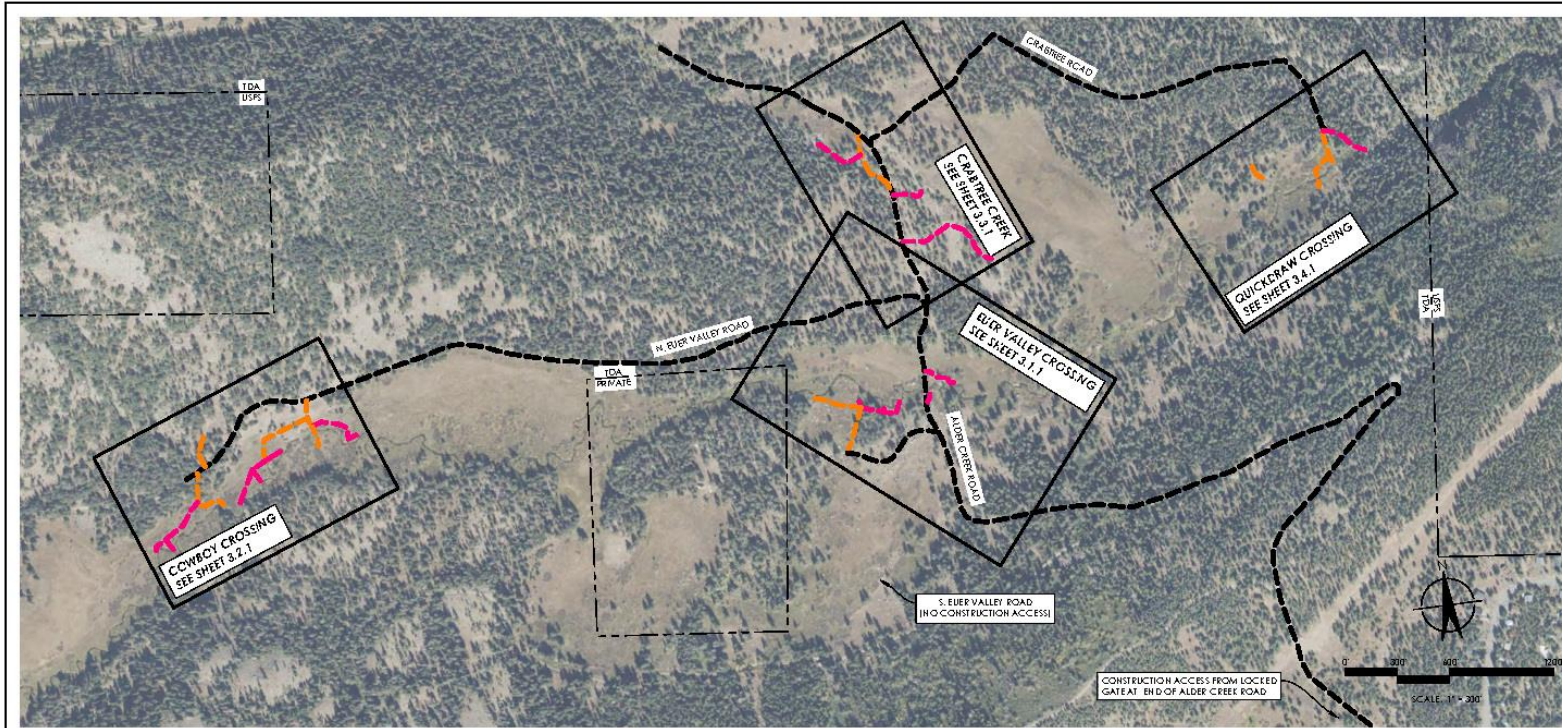 TDA
USFS
CRABTREE ROAD
CRABTREE CREEK
SEE SHEET 3.3.1
QUICKDRAW CROSSING
SEE SHEET 3.4.1
USFS
TDA
N. EUER VALLEY ROAD
EUER VALLEY CROSSING
SEE SHEET 3.1.1
TDA
PRIVATE
ALDER CREEK ROAD
COWBOY CROSSING
SEE SHEET 3.2.1
S. EUER VALLEY ROAD
(NO CONSTRUCTION ACCESS)
N
0' 300' 600' 1200'
SCALE: 1" = 300'
CONSTRUCTION ACCESS FROM LOCKED
GATE AT END OF ALDER CREEK ROAD